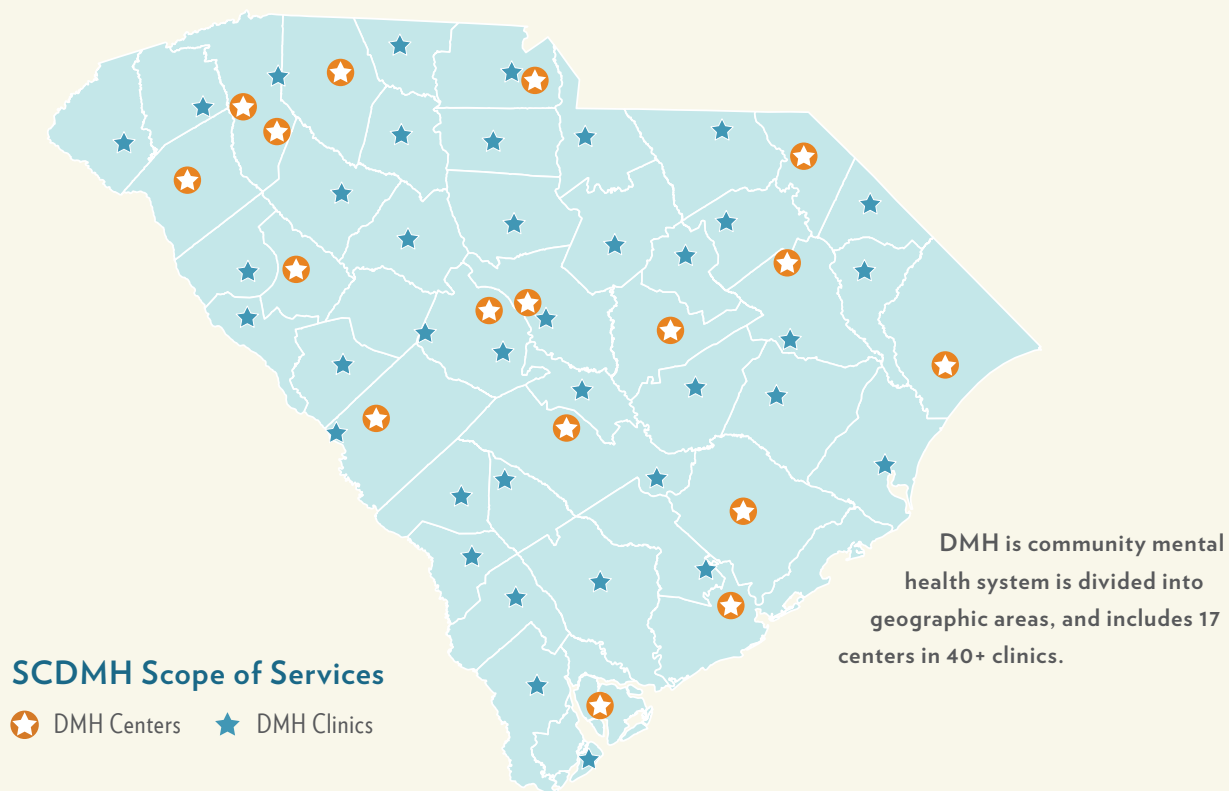 DMH is community mental
health system is divided into
geographic areas, and includes 17
centers in 40+ clinics.
SCDMH Scope of Services
DMH Centers DMH Clinics